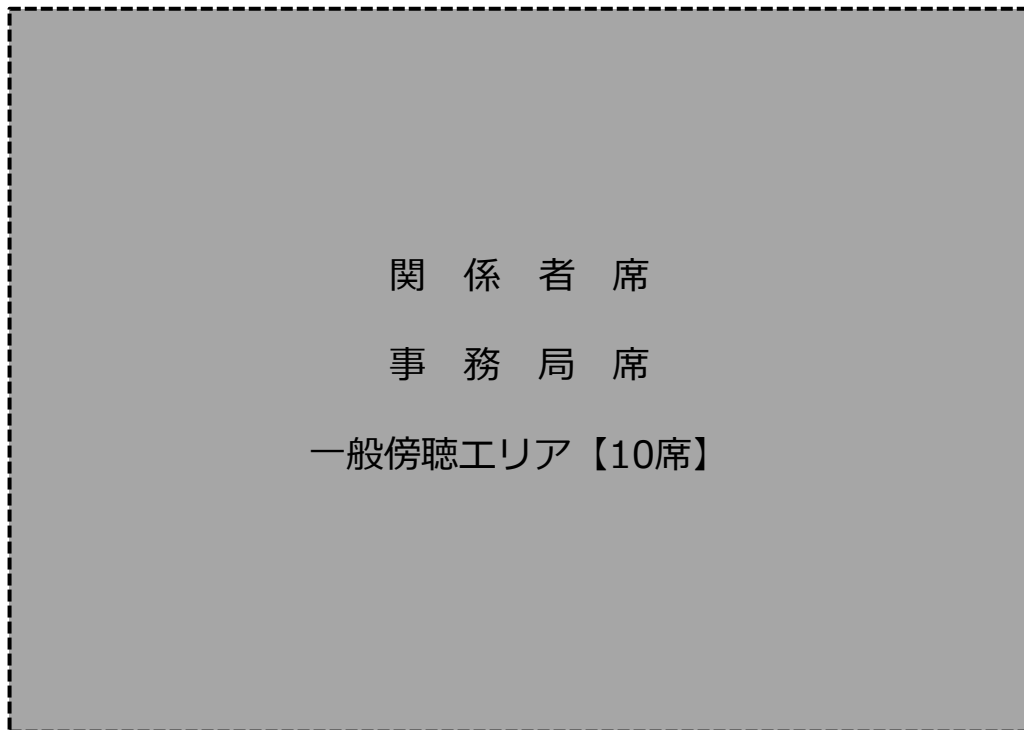 関　係　者　席
事　務　局　席
一般傍聴エリア【10席】